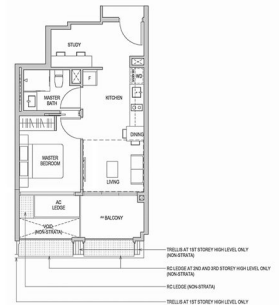 STUDY
F
WD
MASTER
BATH
KITCHEN
DINING
MASTER
BEDROOM
LIVING
AC
LEDGE
VOID
(NON-STRATA)
BALCONY
TRELLIS AT 1ST STOREY HIGH LEVEL ONLY
(NON-STRATA)
RC LEDGE AT 2ND AND 3RD STOREY HIGH LEVEL ONLY
(NON-STRATA)
RC LEDGE (NON-STRATA)
TRELLIS AT 1ST STOREY HIGH LEVEL ONLY